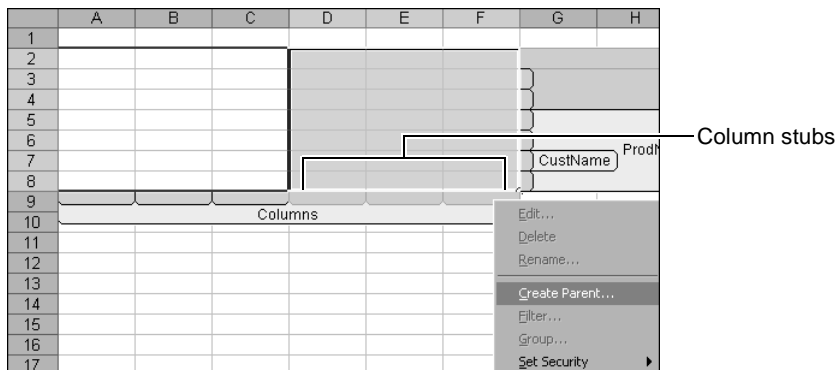 A B C D E F G H
1
2
3
4
5
6
7 CustName
8
9
10 Columns
11
12
13
14
15
16
17
Column stubs
Edit...
Delete
Rename...
Create Parent...
Filter...
Group...
Set Security